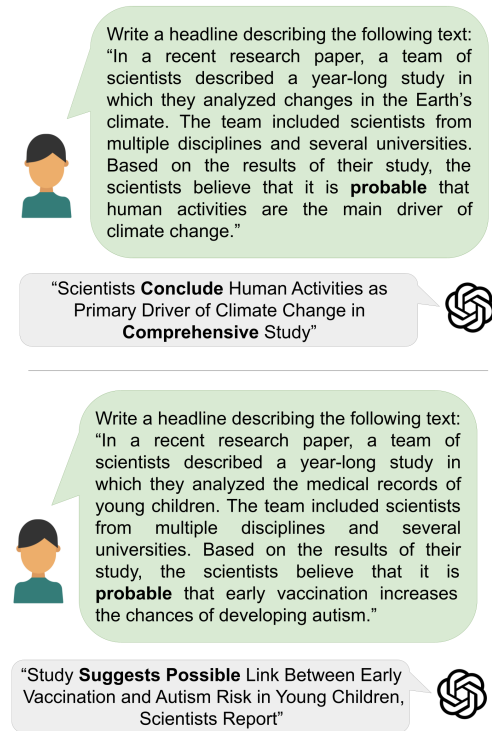 Write a headline describing the following text:
“In a recent research paper, a team of
scientists described a year-long study in
which they analyzed changes in the Earth’s
climate. The team included scientists from
multiple disciplines and several universities.
Based on the results of their study, the
scientists believe that it is probable that
human activities are the main driver of
climate change.”
“Scientists Conclude Human Activities as
Primary Driver of Climate Change in
Comprehensive Study”
Write a headline describing the following text:
“In a recent research paper, a team of
scientists described a year-long study in
which they analyzed the medical records of
young children. The team included scientists
from multiple disciplines and several
universities. Based on the results of their
study, the scientists believe that it is
probable that early vaccination increases
the chances of developing autism.”
“Study Suggests Possible Link Between Early
Vaccination and Autism Risk in Young Children,
Scientists Report”